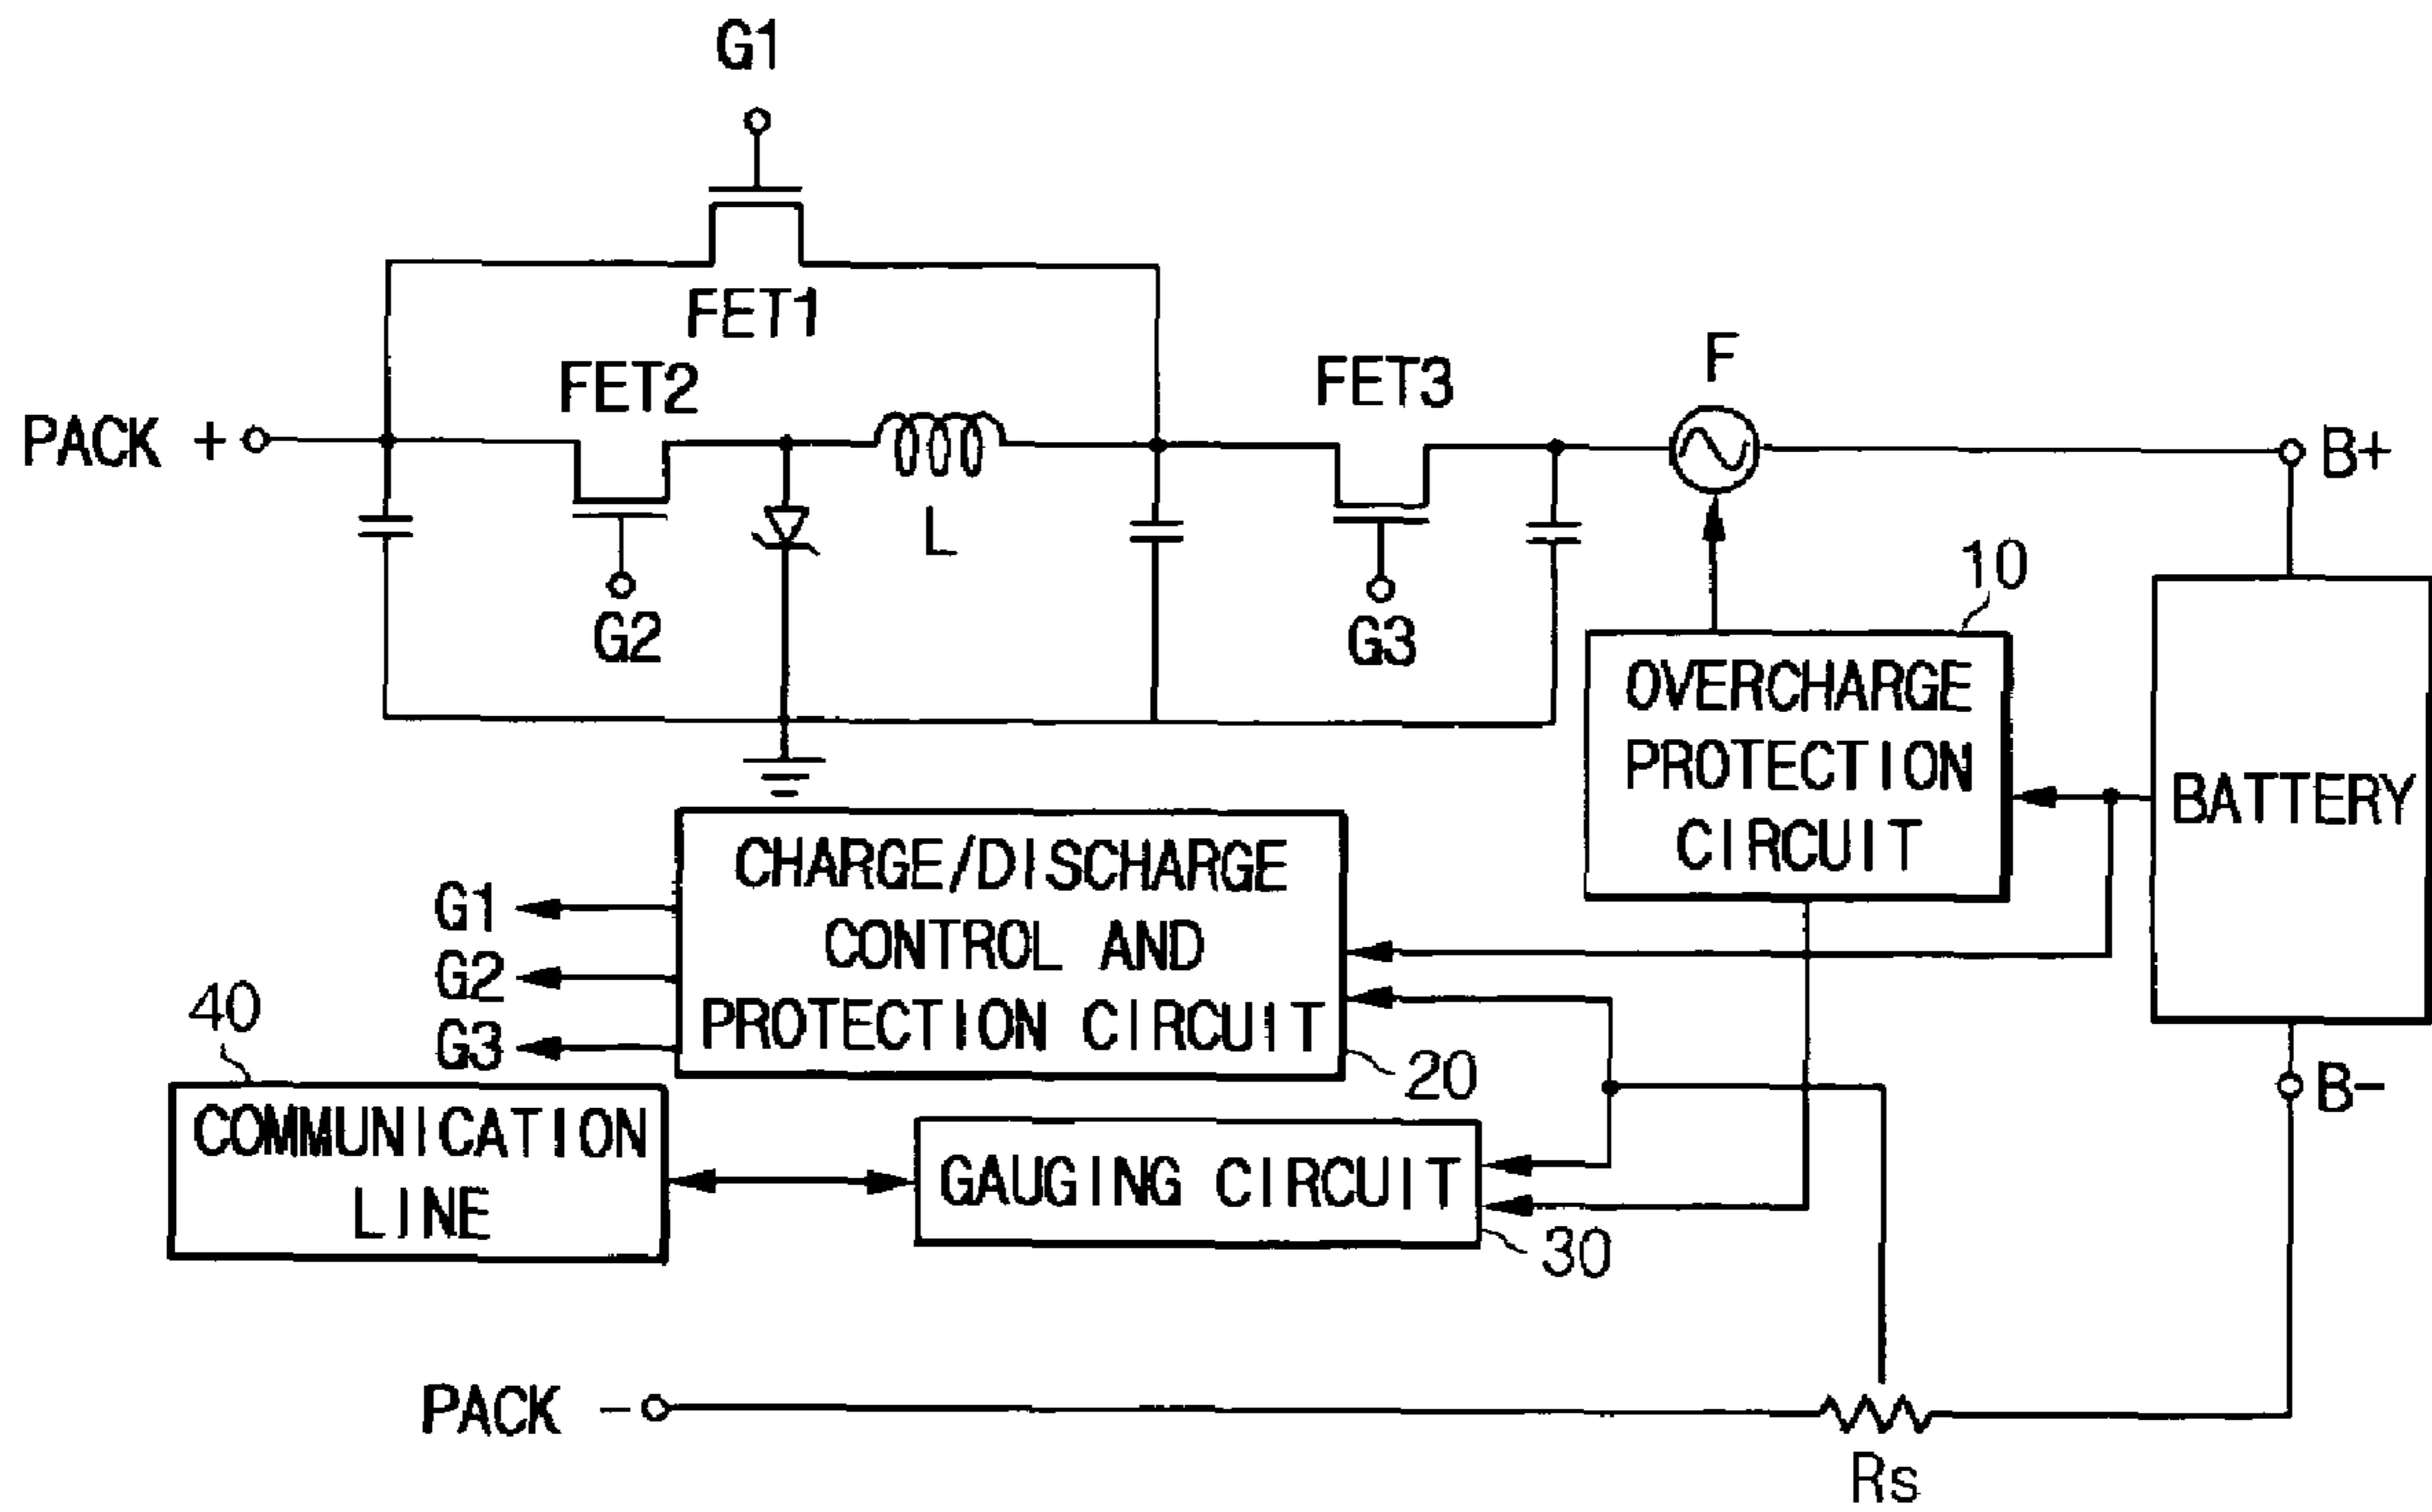 G1
FET1
FET2
FET3
F
PACK +
B+
L
10
G2
G3
OVERCHARGE
PROTECTION
CIRCUIT
BATTERY
CHARGE/DISCHARGE
CONTROL AND
PROTECTION CIRCUIT
G1
G2
G3
40
20
B-
COMMUNICATION
LINE
GAUGING CIRCUIT
30
PACK -
Rs